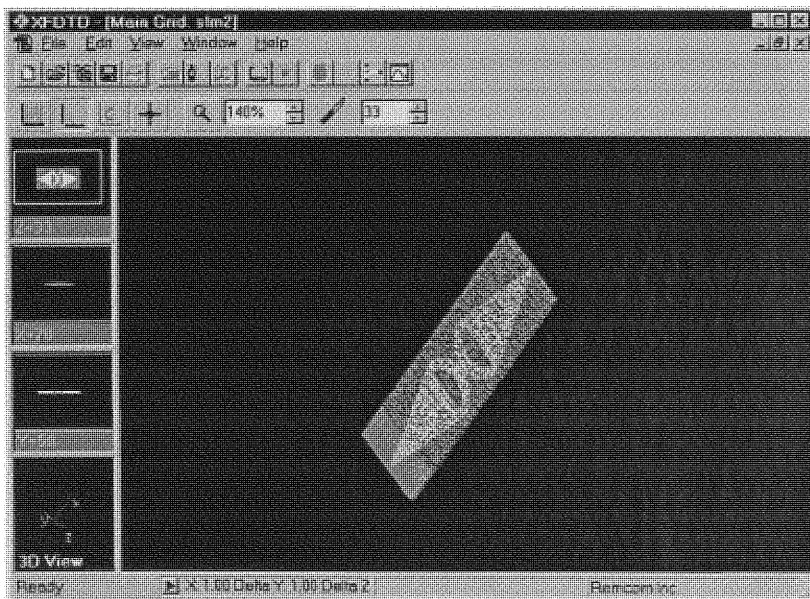 XFDTD - [Main Grid. slm2]
File Edit View Window Help
140% 33
3D View
Ready X: 1.00 Delta Y: 1.00 Delta Z
Remcom Inc